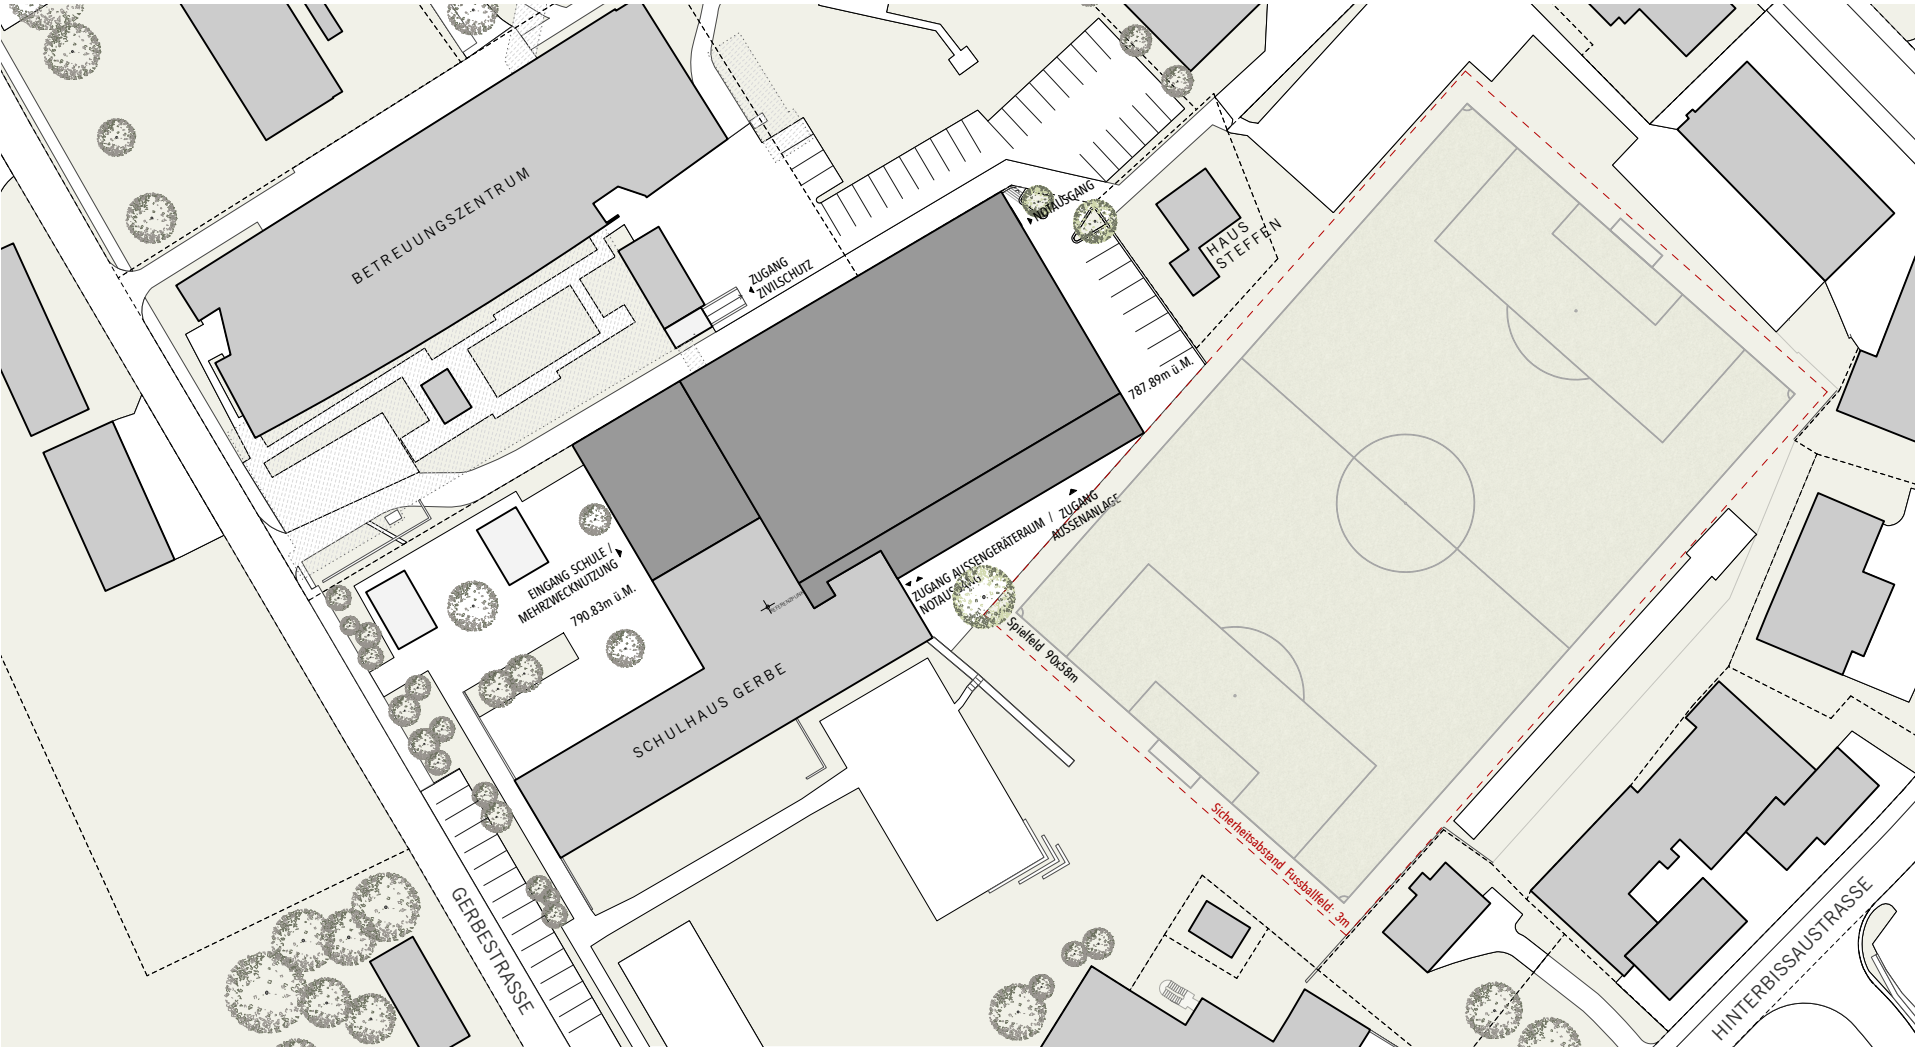 BETREUUNGSZENTRUM
ZUGANG
ZIVILSCHUTZ
NOTAUSGANG
HAUS
STEFFEN
787.89m ü.M.
ZUGANG AUSSENGERÄTERAUM / ZUGANG
AUSSENANLAGE
NOTAUSGANG
EINGANG SCHULE /
MEHRZWECKNUTZUNG
790.83m ü.M.
Spielfeld 90x58m
SCHULHAUS GERBE
Sicherheitsabstand Fussballfeld: 3m
GERBESTRASSE
HINTERBISSAUSTRASSE